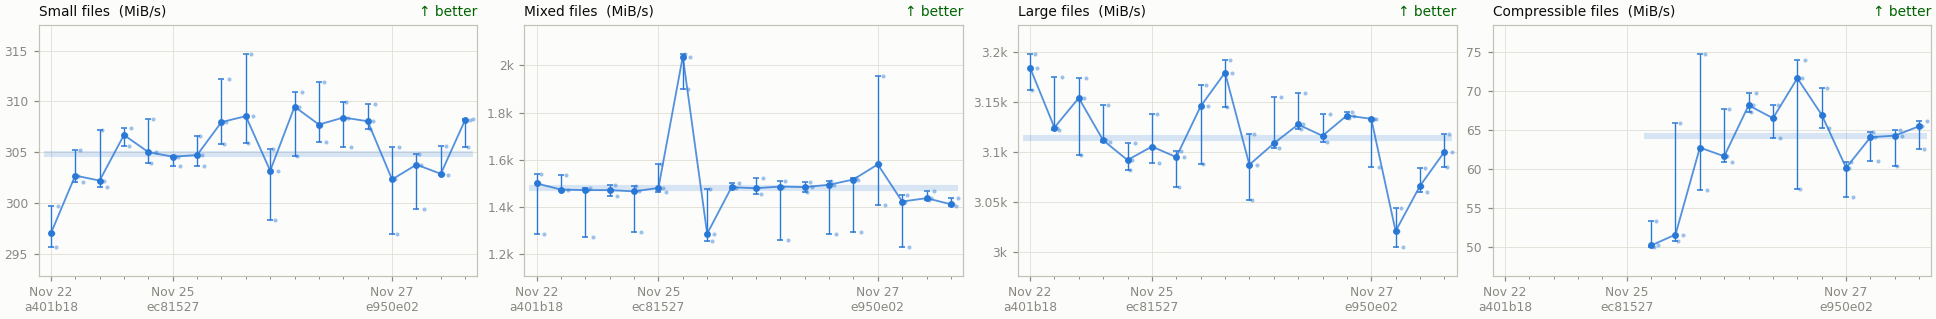 Small files (MiB/s) ↑ better
315
310
305
300
295
Nov 22 Nov 25 Nov 27
a401b18 ec81527 e950e02
Mixed files (MiB/s) ↑ better
2k
1.8k
1.6k
1.4k
1.2k
Nov 22 Nov 25 Nov 27
a401b18 ec81527 e950e02
Large files (MiB/s) ↑ better
3.2k
3.15k
3.1k
3.05k
3k
Nov 22 Nov 25 Nov 27
a401b18 ec81527 e950e02
Compressible files (MiB/s) ↑ better
75
70
65
60
55
50
Nov 22 Nov 25 Nov 27
a401b18 ec81527 e950e02